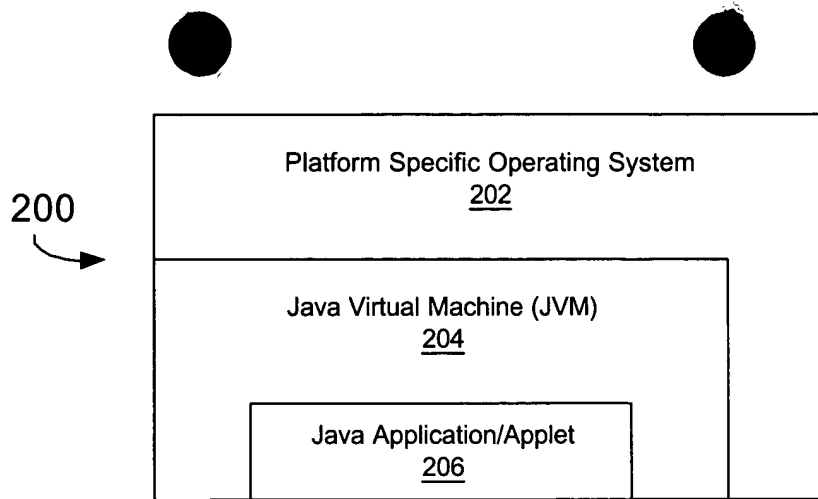 Platform Specific Operating System
202
200
Java Virtual Machine (JVM)
204
Java Application/Applet
206